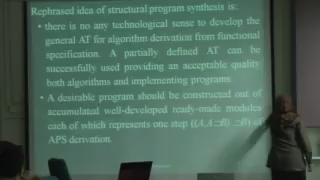 Rephrased idea of structural program synthesis is:
• there is no any technological sense to develop the
general AT for algorithm derivation from functional
specification. A partially defined AT can be
successfully used providing an acceptable quality
both algorithms and implementing programs.
• A desirable program should be constructed out of
accumulated well-developed ready-made modules
each of which represents one step ((A,A⊃B) ⊃B) of
APS derivation.